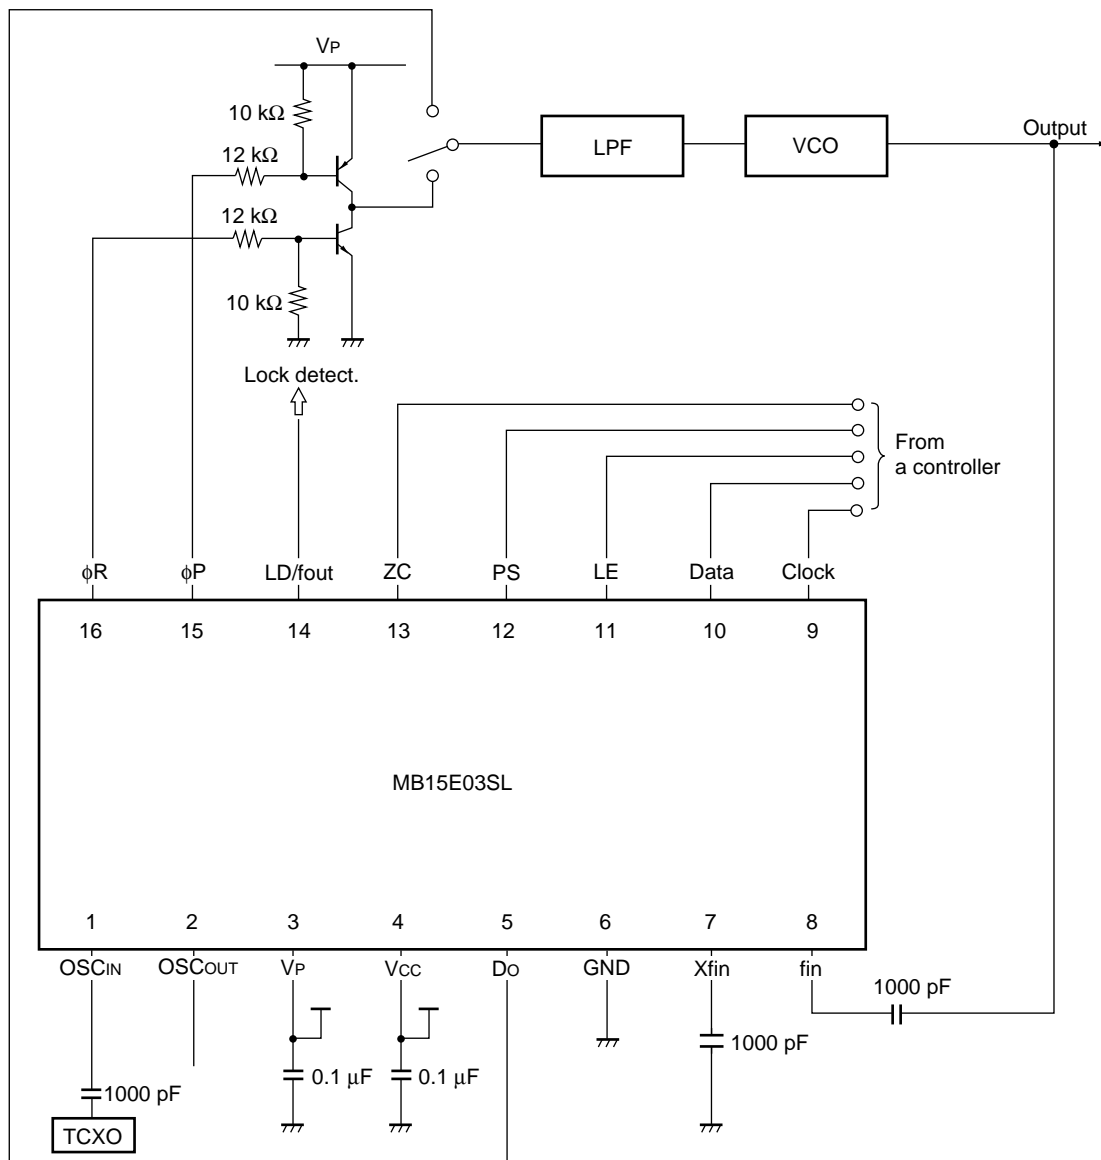 VP
10 kΩ
12 kΩ
12 kΩ
10 kΩ
LPF
VCO
Output
Lock detect.
From
a controller
φR φP LD/fout ZC PS LE Data Clock
16 15 14 13 12 11 10 9
MB15E03SL
1 2 3 4 5 6 7 8
OSCIN OSCOUT VP VCC DO GND Xfin fin
1000 pF
1000 pF
0.1 μF
0.1 μF
1000 pF
TCXO